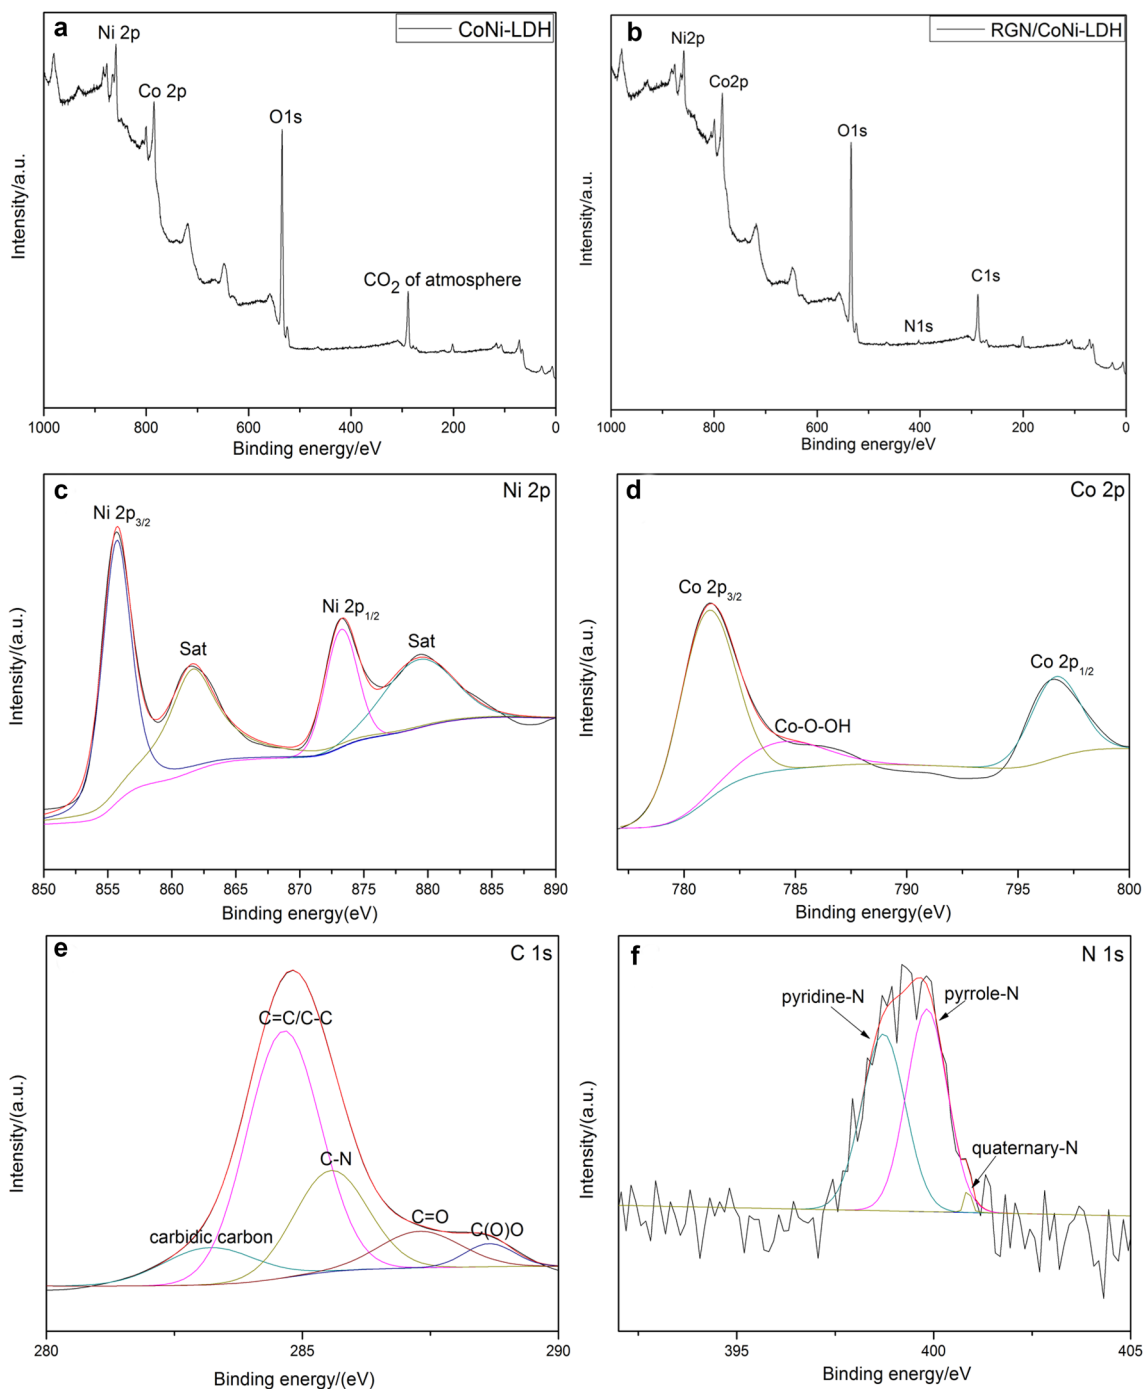 a
CoNi-LDH
Ni 2p
Co 2p
O1s
CO2 of atmosphere
Intensity/a.u.
1000 800 600 400 200 0
Binding energy/eV
b
RGN/CoNi-LDH
Ni2p
Co2p
O1s
C1s
N1s
Intensity/a.u.
1000 800 600 400 200 0
Binding energy/eV
c
Ni 2p
Ni 2p3/2
Ni 2p1/2
Sat
Sat
Intensity/(a.u.)
850 855 860 865 870 875 880 885 890
Binding energy(eV)
d
Co 2p
Co 2p3/2
Co 2p1/2
Co-O-OH
Intensity/(a.u.)
780 785 790 795 800
Binding energy(eV)
e
C 1s
C=C/C-C
C-N
C=O
C(O)O
carbidic carbon
Intensity/(a.u.)
280 285 290
Binding energy/(eV)
f
N 1s
pyridine-N
pyrrole-N
quaternary-N
Intensity/(a.u.)
395 400 405
Binding energy/eV